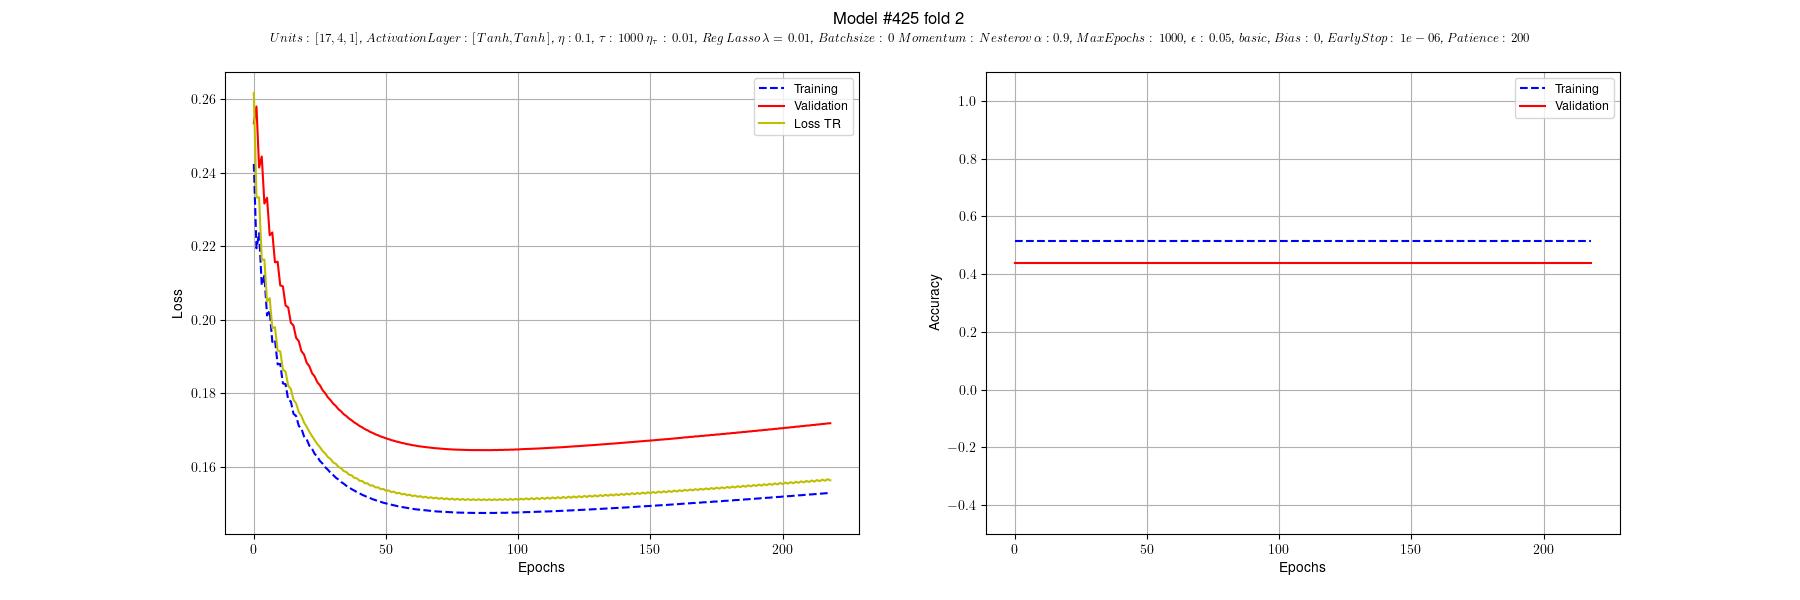 Model #425 fold 2
Units : [17, 4, 1], ActivationLayer : [Tanh, Tanh], η : 0.1, τ : 1000 ητ : 0.01, Reg Lasso λ = 0.01, Batchsize : 0 Momentum : Nesterov α : 0.9, MaxEpochs : 1000, ϵ : 0.05, basic, Bias : 0, EarlyStop : 1e − 06, Patience : 200
Training
Validation
Loss TR
0.26
0.24
0.22
0.20
0.18
0.16
Loss
0
50
100
150
200
Epochs
Training
Validation
1.0
0.8
0.6
0.4
0.2
0.0
−0.2
−0.4
Accuracy
0
50
100
150
200
Epochs